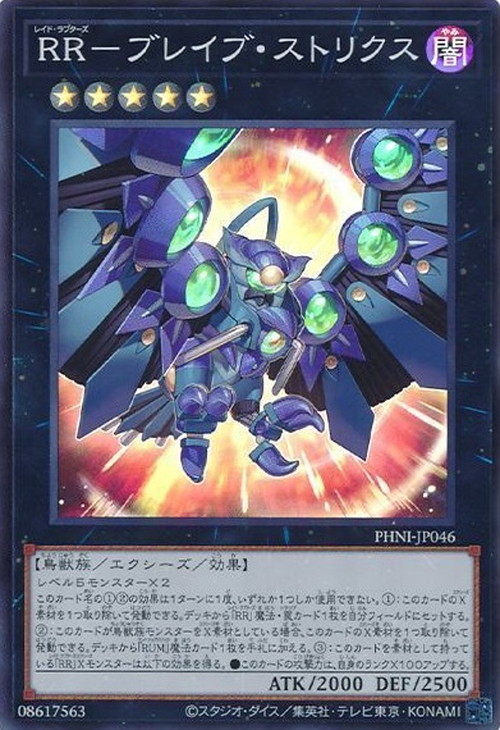 レイド・ラプターズ
RR－ブレイブ・ストリクス
やみ
闇
PHNI-JP046
【鳥獣族／エクシーズ／効果】
レベル５モンスター×２
このカード名の①②の効果は１ターンに１度、いずれか１つしか使用できない。①：このカードのＸ
素材を１つ取り除いて発動できる。デッキから「RR」魔法・罠カード１枚を自分フィールドにセットする。
②：このカードが鳥獣族モンスターをＸ素材としている場合、このカードのＸ素材を１つ取り除いて
発動できる。デッキから「RUM」魔法カード１枚を手札に加える。③：このカードを素材として持って
いる「RR」Ｘモンスターは以下の効果を得る。●このカードの攻撃力は、自身のランク×１００アップする。
ATK/2000 DEF/2500
08617563 ©スタジオ・ダイス／集英社・テレビ東京・KONAMI